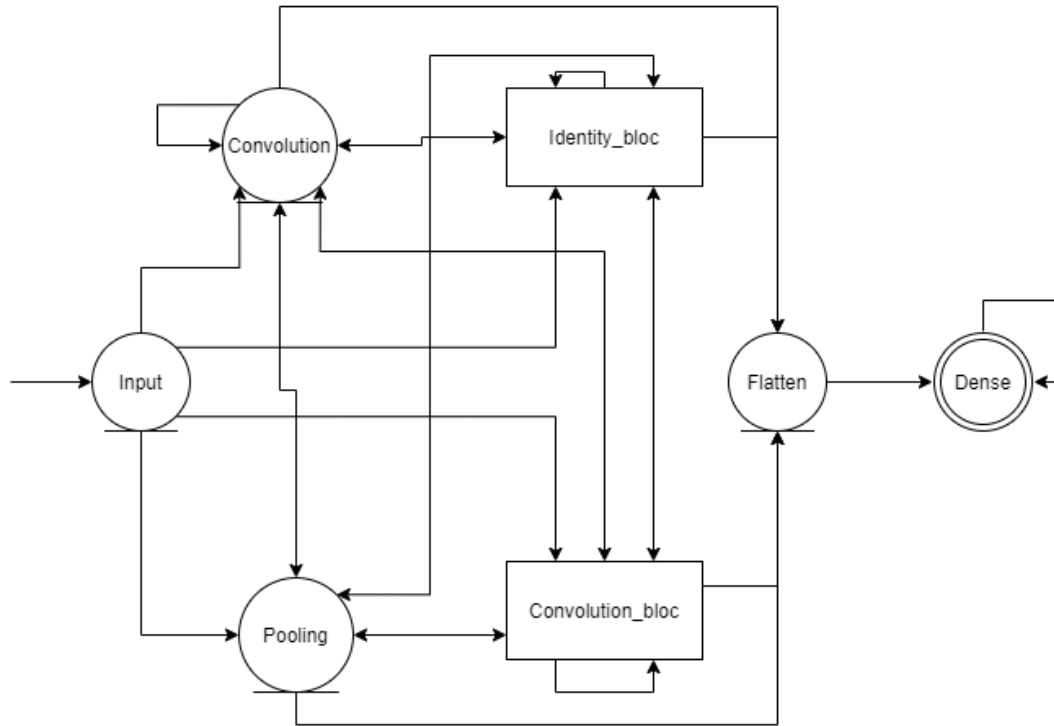 Convolution
Identity_bloc
Input
Flatten
Dense
Convolution_bloc
Pooling